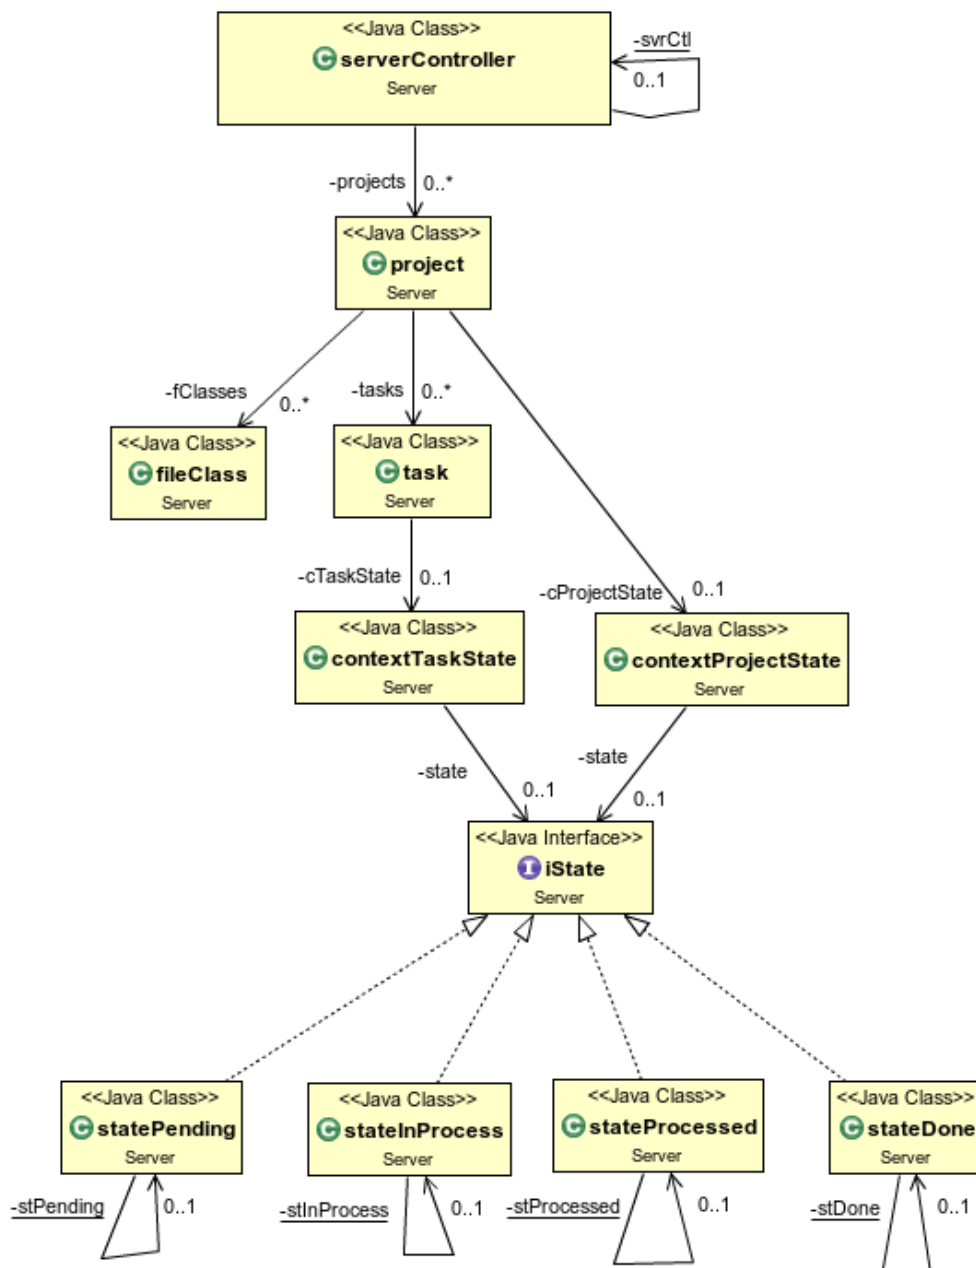 <<Java Class>>
serverController
Server
-svrCtl
0..1
-projects
0..*
<<Java Class>>
project
Server
-fClasses
0..*
-tasks
0..*
<<Java Class>>
fileClass
Server
<<Java Class>>
task
Server
-cTaskState
0..1
-cProjectState
0..1
<<Java Class>>
contextTaskState
Server
<<Java Class>>
contextProjectState
Server
-state
0..1
-state
0..1
<<Java Interface>>
iState
Server
<<Java Class>>
statePending
Server
<<Java Class>>
stateInProcess
Server
<<Java Class>>
stateProcessed
Server
<<Java Class>>
stateDone
Server
-stPending
0..1
-stInProcess
0..1
-stProcessed
0..1
-stDone
0..1